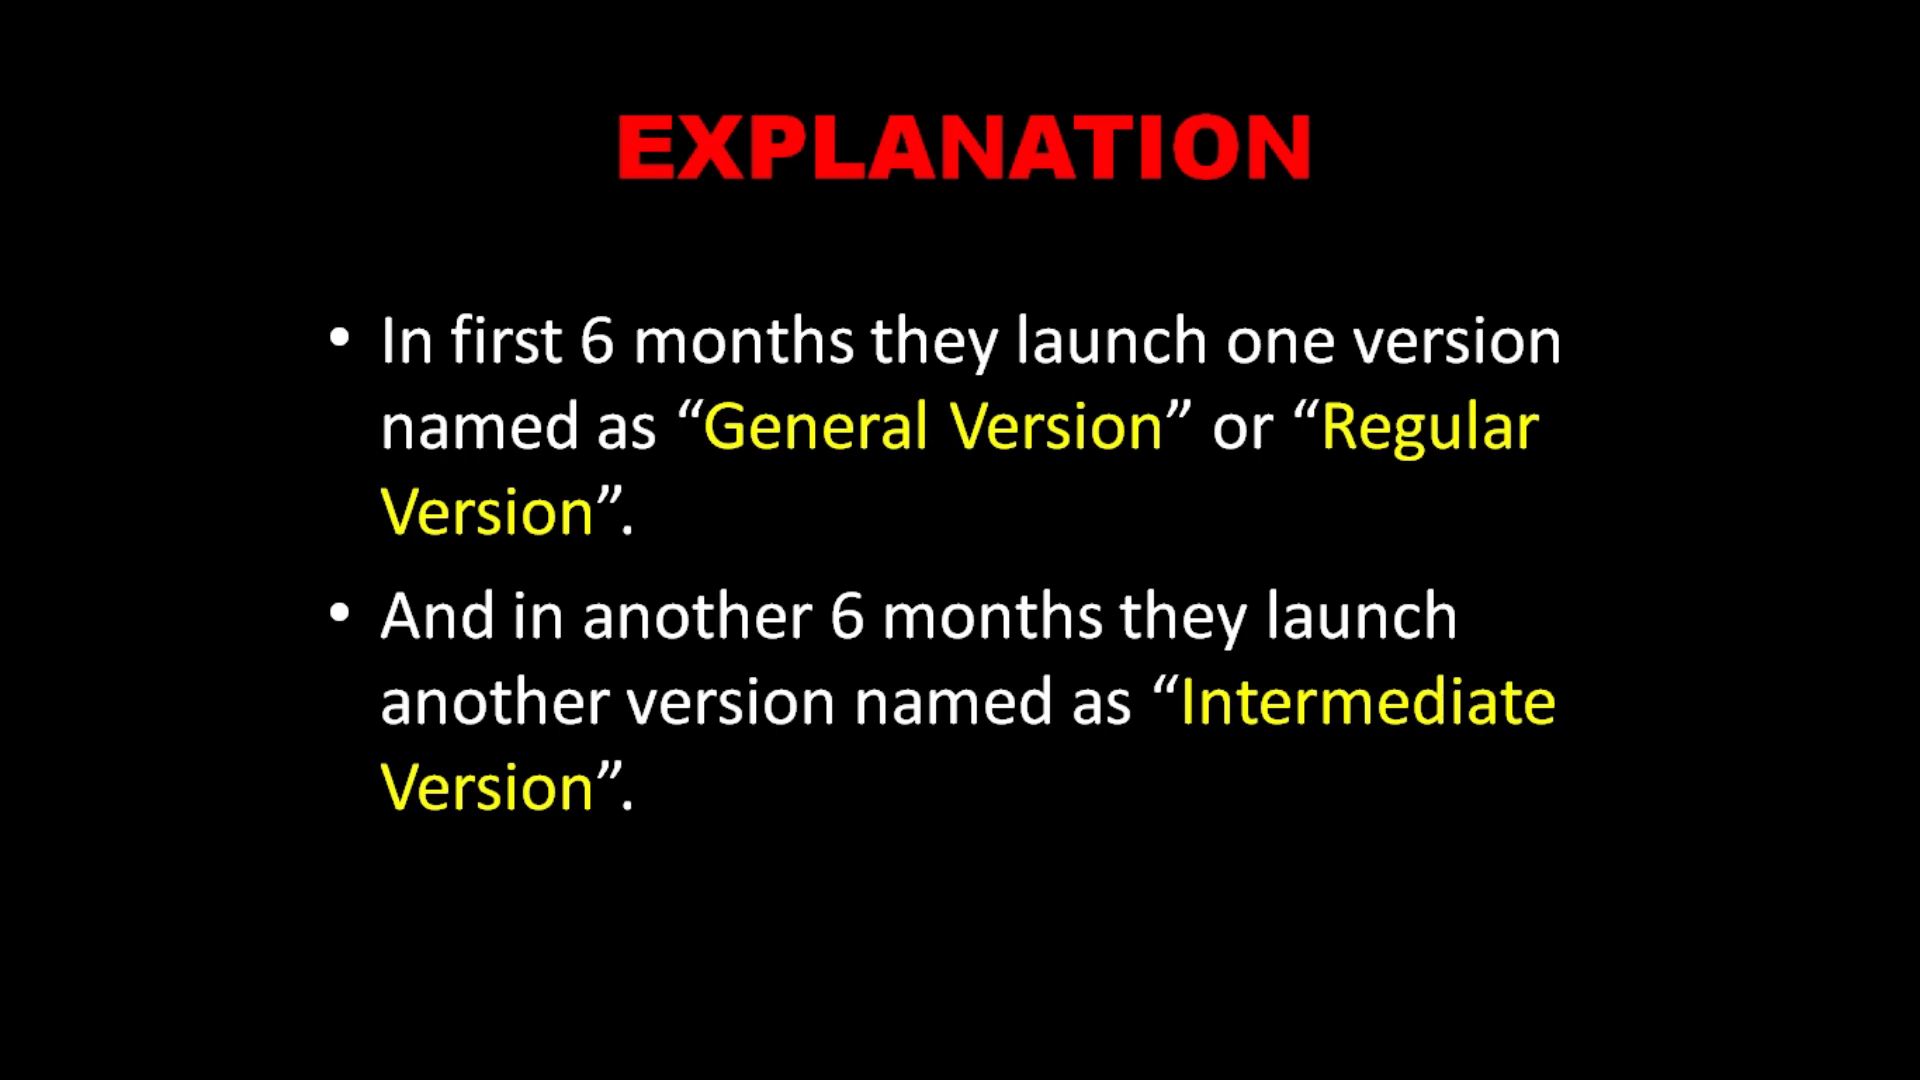 EXPLANATION
• In first 6 months they launch one version
named as “General Version” or “Regular
Version”.
• And in another 6 months they launch
another version named as “Intermediate
Version”.